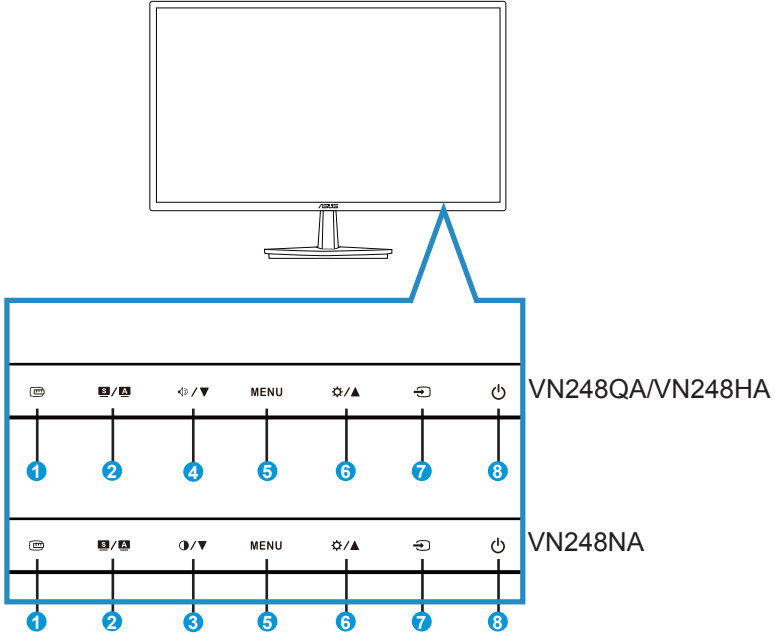 ASUS
S / A / MENU / VN248QA/VN248HA
1 2 4 5 6 7 8
S / A / MENU / VN248NA
1 2 3 5 6 7 8